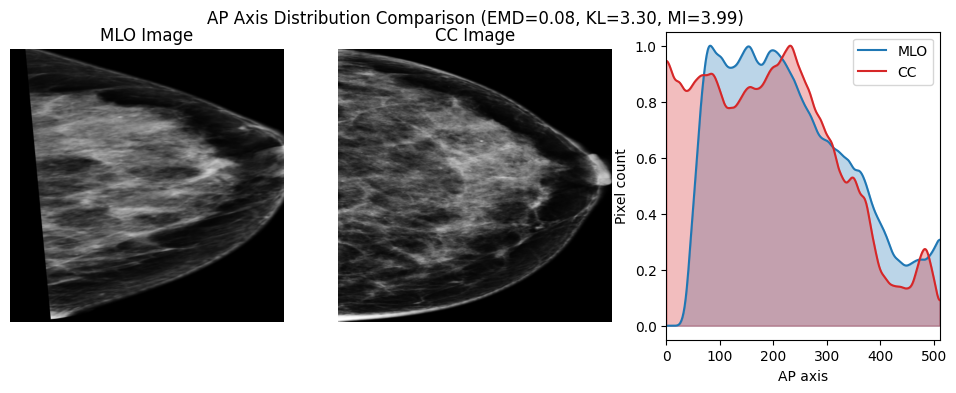 AP Axis Distribution Comparison (EMD=0.08, KL=3.30, MI=3.99)
MLO Image
CC Image
MLO
CC
1.0
0.8
0.6
0.4
0.2
0.0
Pixel count
0 100 200 300 400 500
AP axis